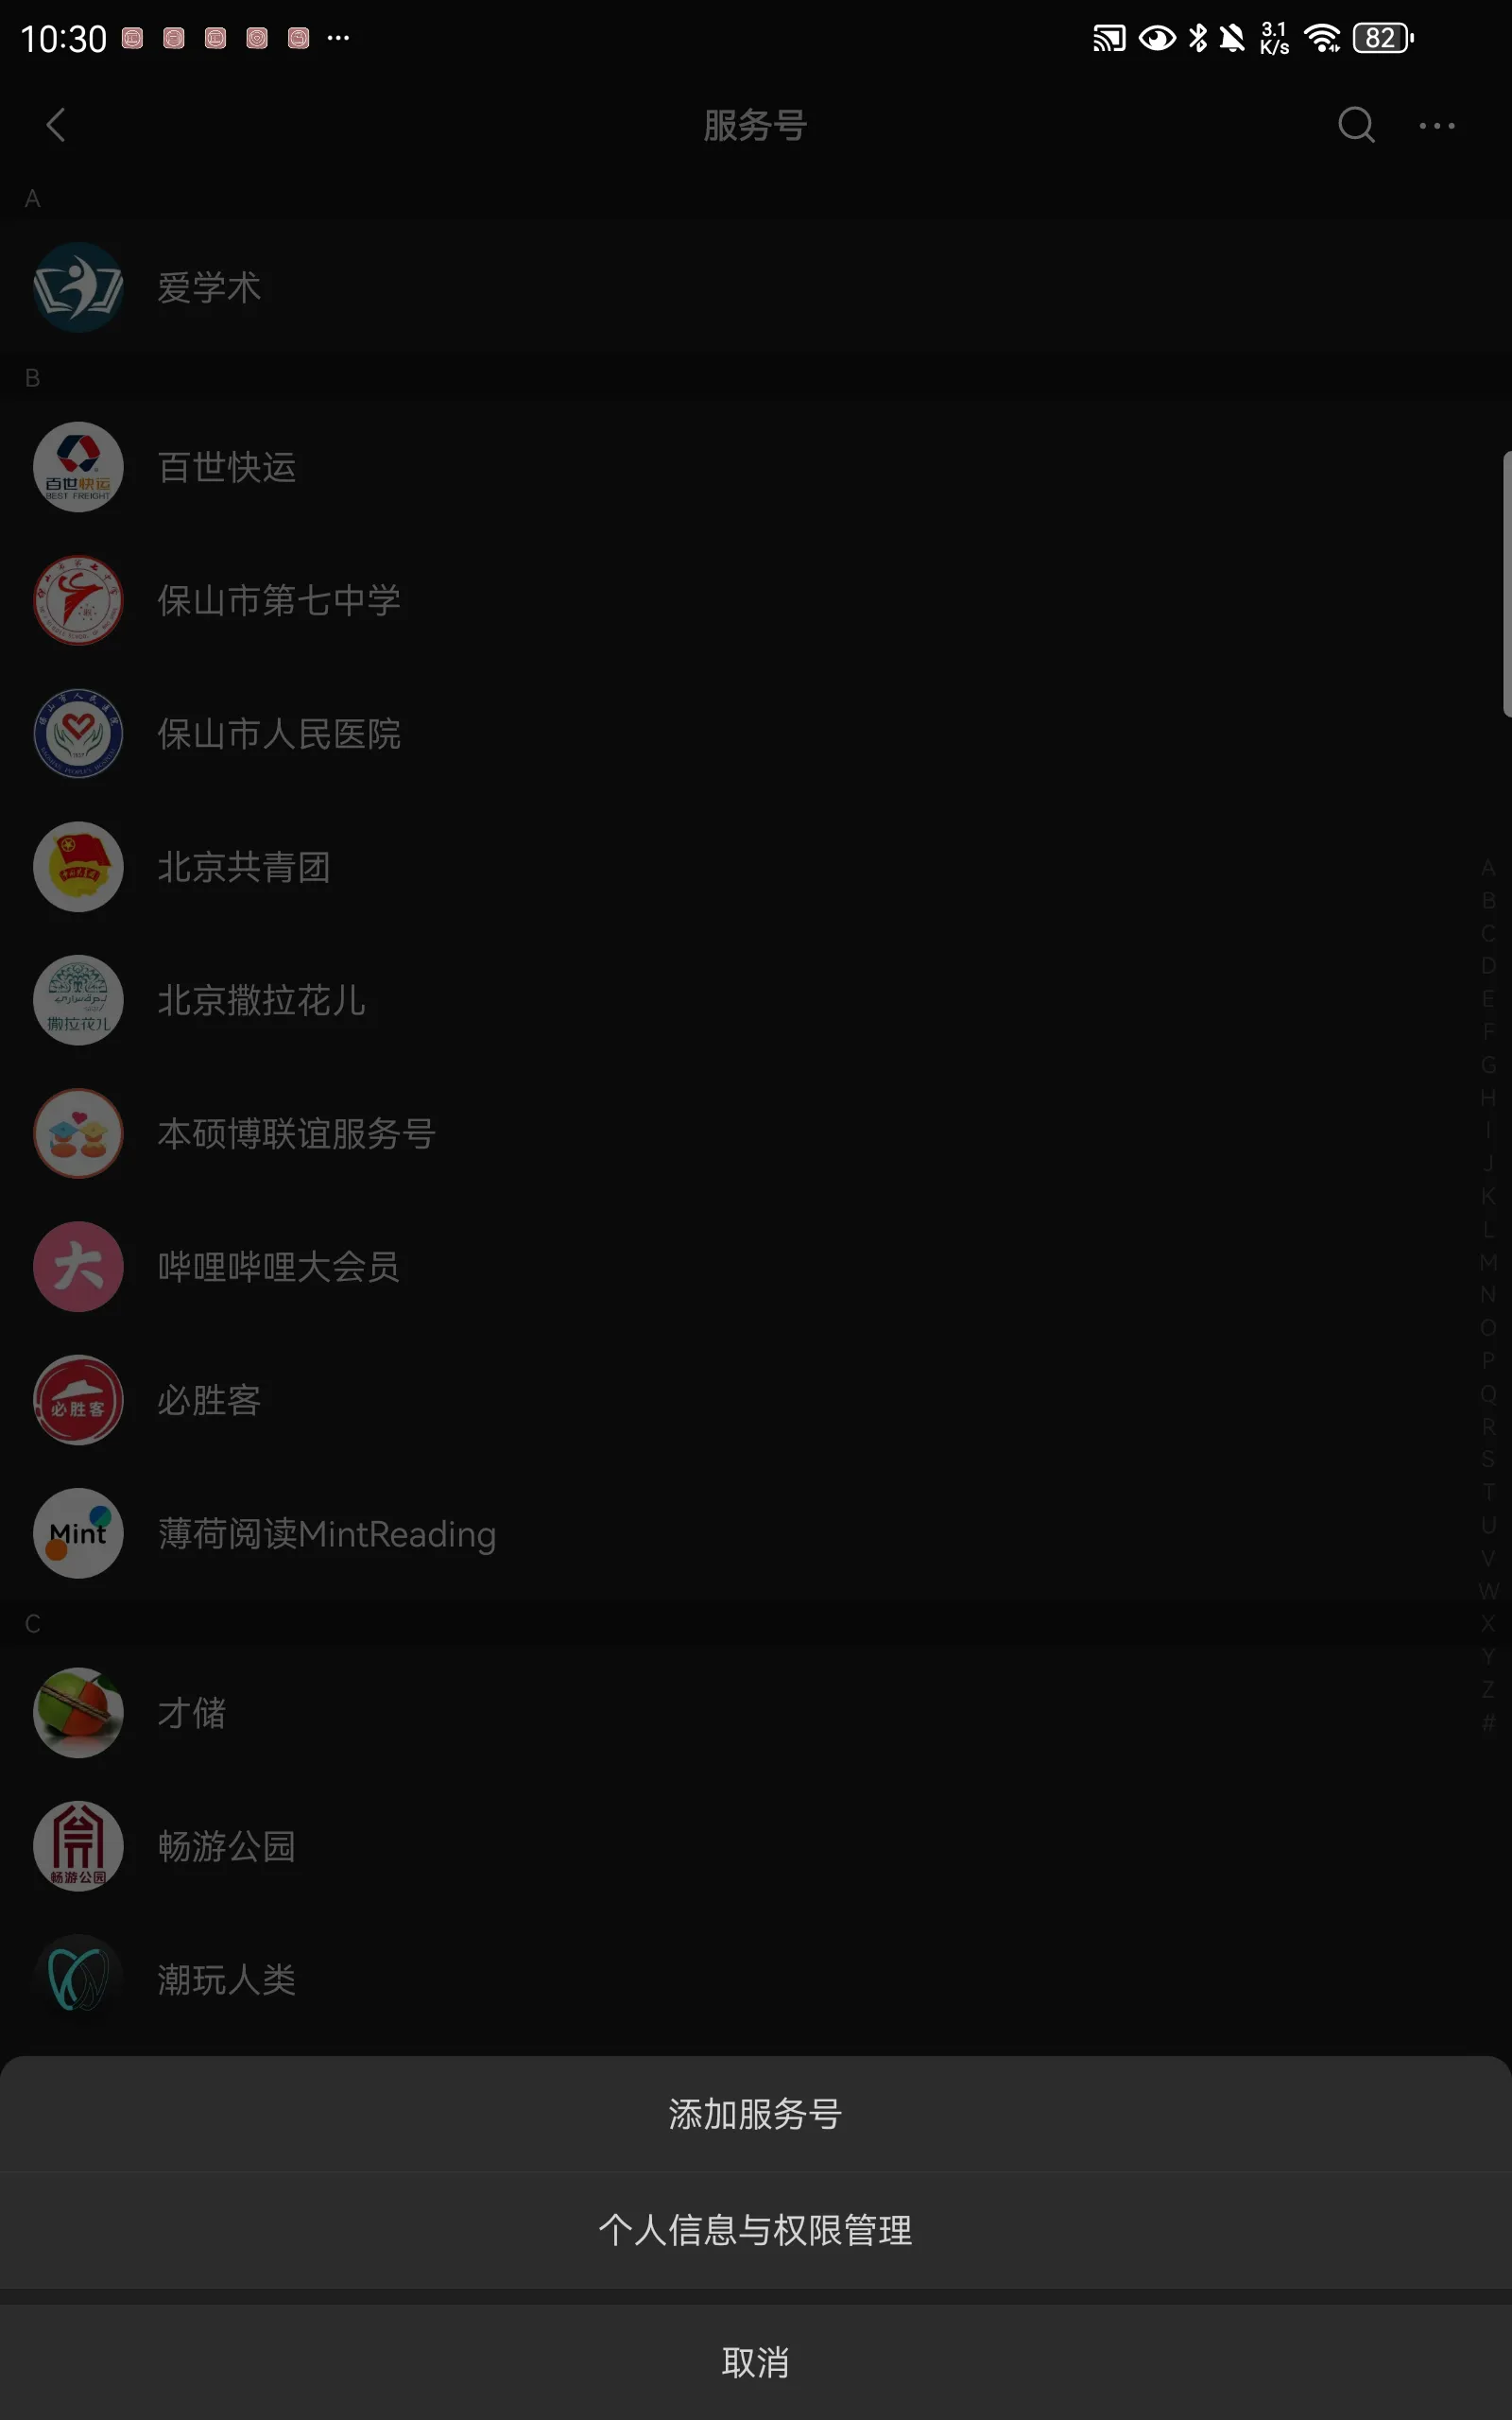 10:30
3.1 K/s
82
服务号
A
爱学术
B
百世快运
BEST FREIGHT
百世快运
保山市第七中学
保山市人民医院
北京共青团
撒拉花儿
北京撒拉花儿
本硕博联谊服务号
大
哔哩哔哩大会员
必胜客
必胜客
Mint
薄荷阅读MintReading
C
才储
畅游公园
畅游公园
潮玩人类
A
B
C
D
E
F
G
H
I
J
K
L
M
N
O
P
Q
R
S
T
U
V
W
X
Y
Z
#
添加服务号
个人信息与权限管理
取消